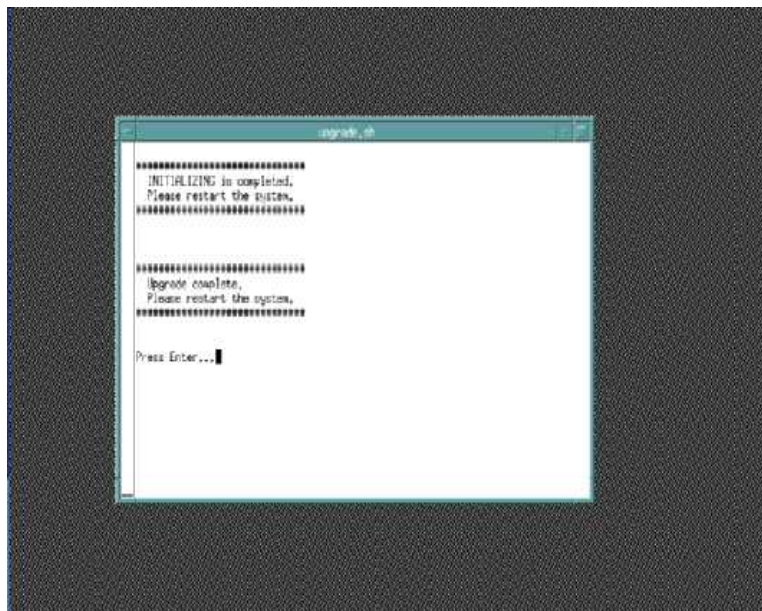 upgrade.sh
******************************
INITIALIZING is completed.
Please restart the system.
******************************
******************************
Upgrade complete.
Please restart the system.
******************************
Press Enter...